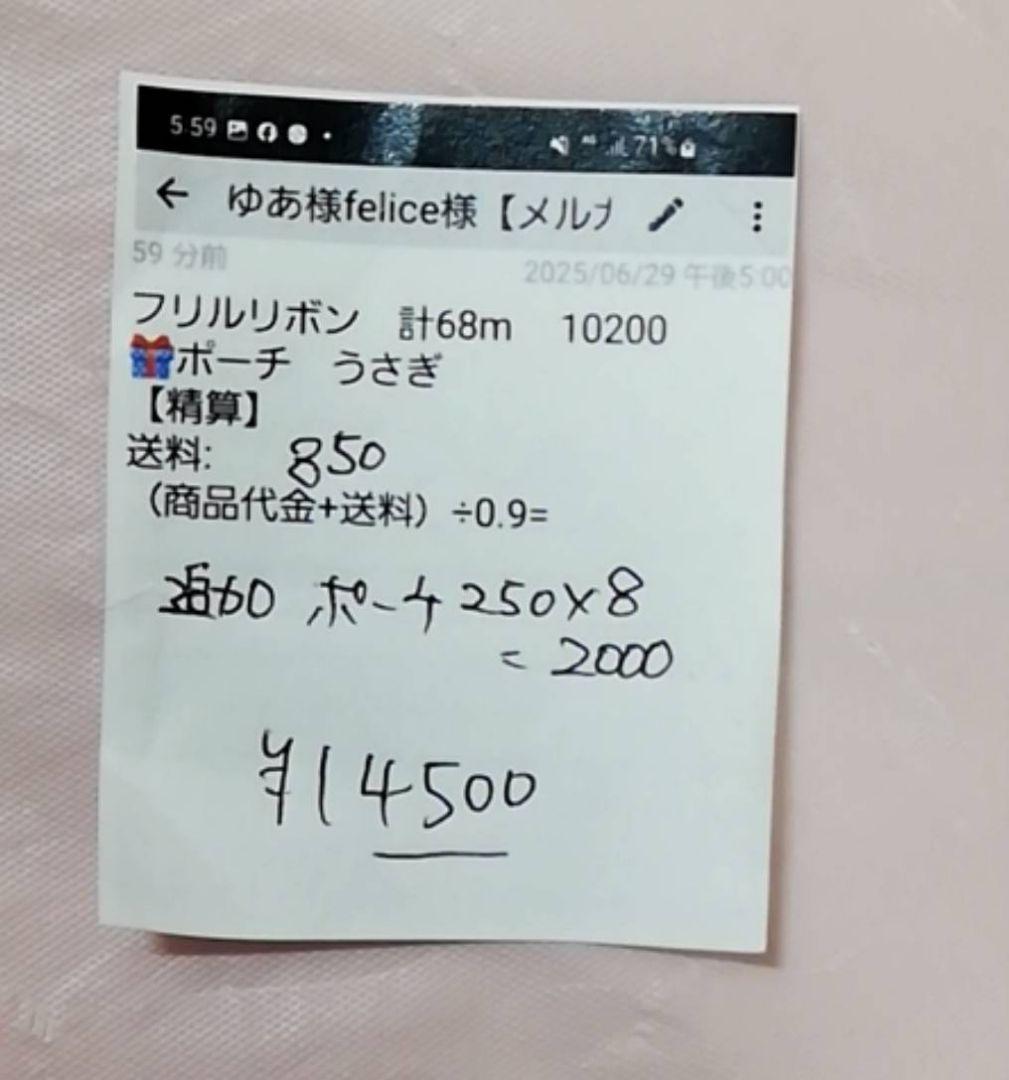 5:59 71%
ゆあ様felice様【メルカ
59 分前 2025/06/29 午後5:00
フリルリボン 計68m 10200
ポーチ うさぎ
【精算】
送料: 850
(商品代金+送料) ÷0.9=
ポーチ 250×8
= 2000
¥14500